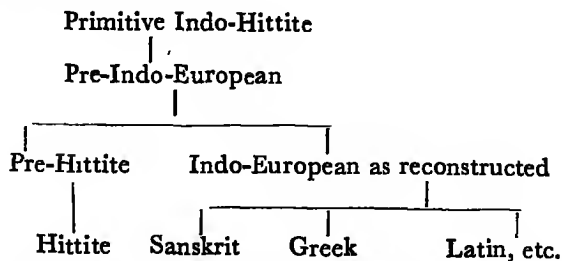 Primitive Indo-Hittite
Pre-Indo-European
Pre-Hittite Indo-European as reconstructed
Hittite Sanskrit Greek Latin, etc.